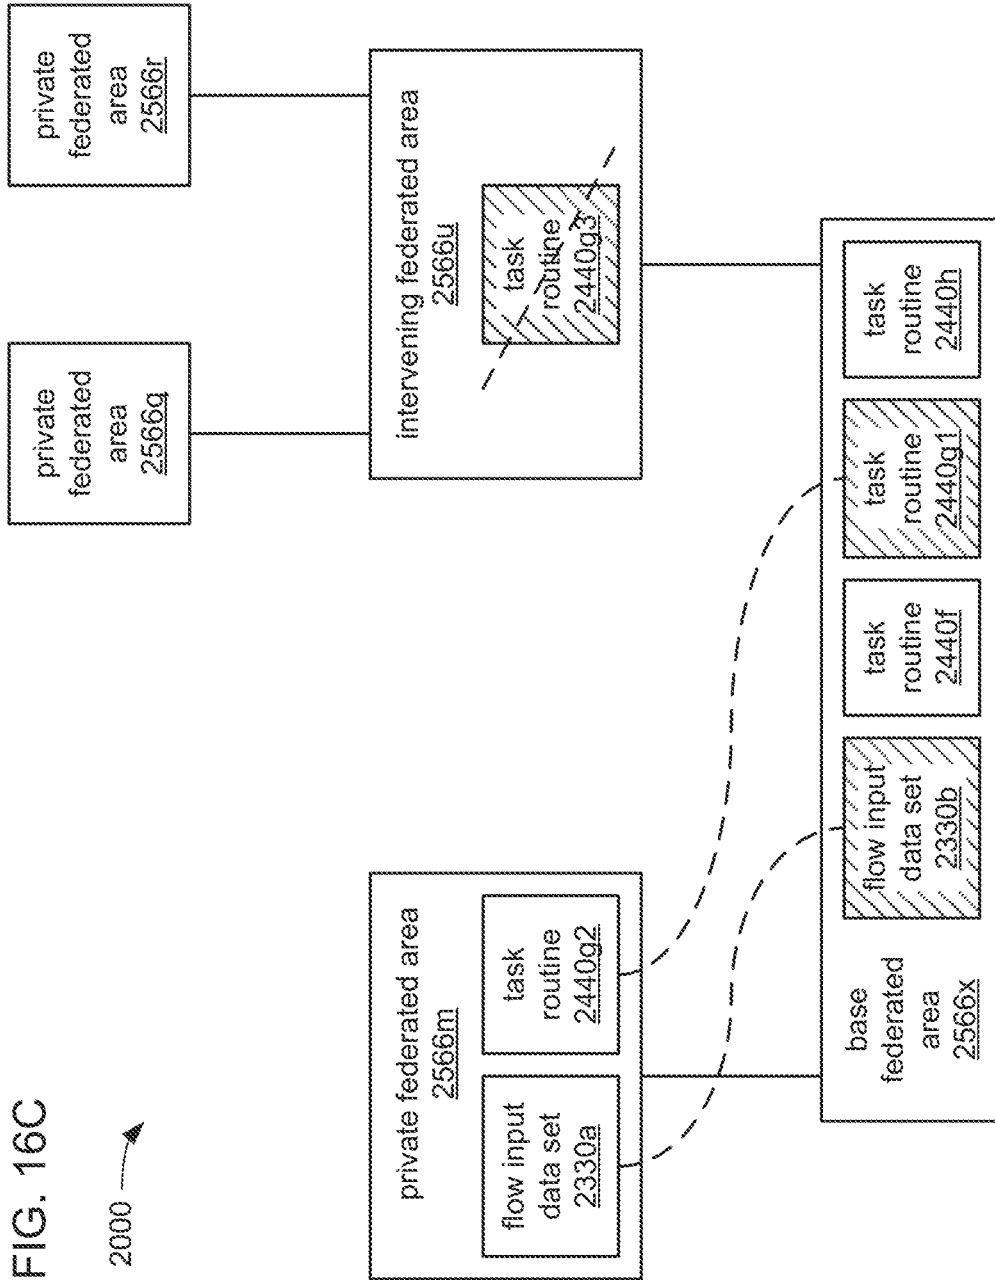 FIG. 16C
2000
private
federated
area
2566q
private
federated
area
2566r
private federated area
2566m
flow input
data set
2330a
task
routine
2440g2
intervening federated area
2566u
task
routine
2440g3
base
federated
area
2566x
flow input
data set
2330b
task
routine
2440f
task
routine
2440g1
task
routine
2440h